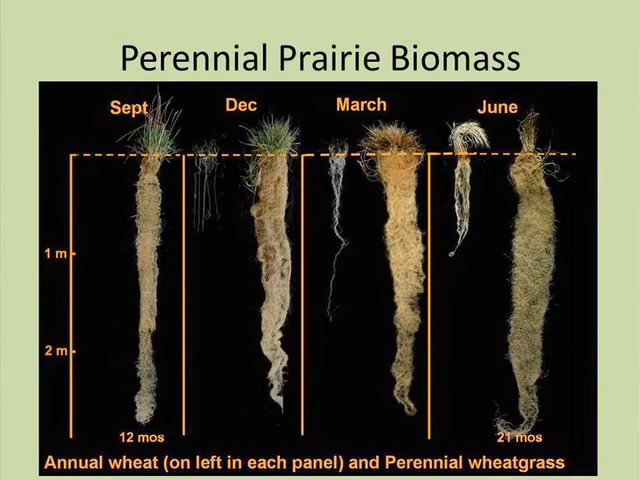 Perennial Prairie Biomass
Sept Dec March June
1 m
2 m
12 mos 21 mos
Annual wheat (on left in each panel) and Perennial wheatgrass